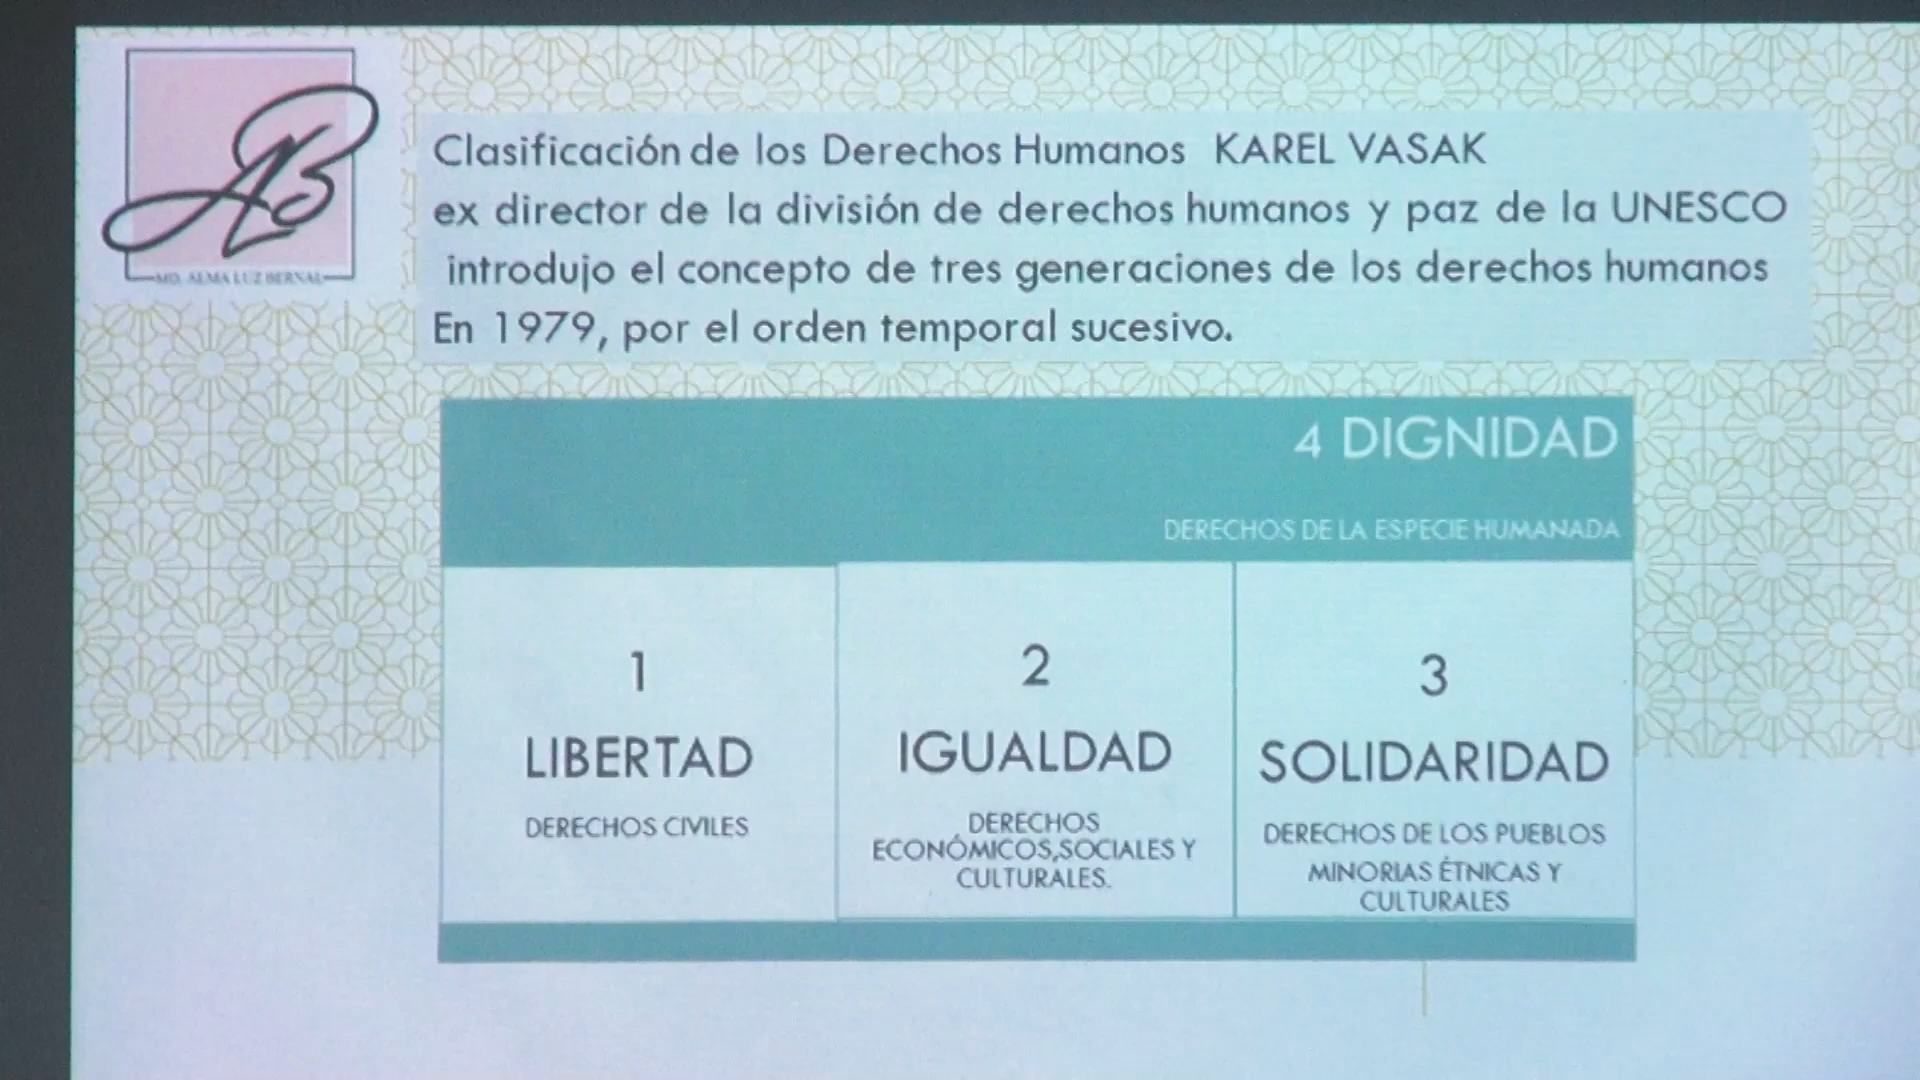 MD. ALMA LUZ BERNAL
Clasificación de los Derechos Humanos KAREL VASAK
ex director de la división de derechos humanos y paz de la UNESCO
introdujo el concepto de tres generaciones de los derechos humanos
En 1979, por el orden temporal sucesivo.
4 DIGNIDAD
DERECHOS DE LA ESPECIE HUMANADA
1
LIBERTAD
DERECHOS CIVILES
2
IGUALDAD
DERECHOS
ECONÓMICOS,SOCIALES Y
CULTURALES.
3
SOLIDARIDAD
DERECHOS DE LOS PUEBLOS
MINORIAS ÉTNICAS Y
CULTURALES